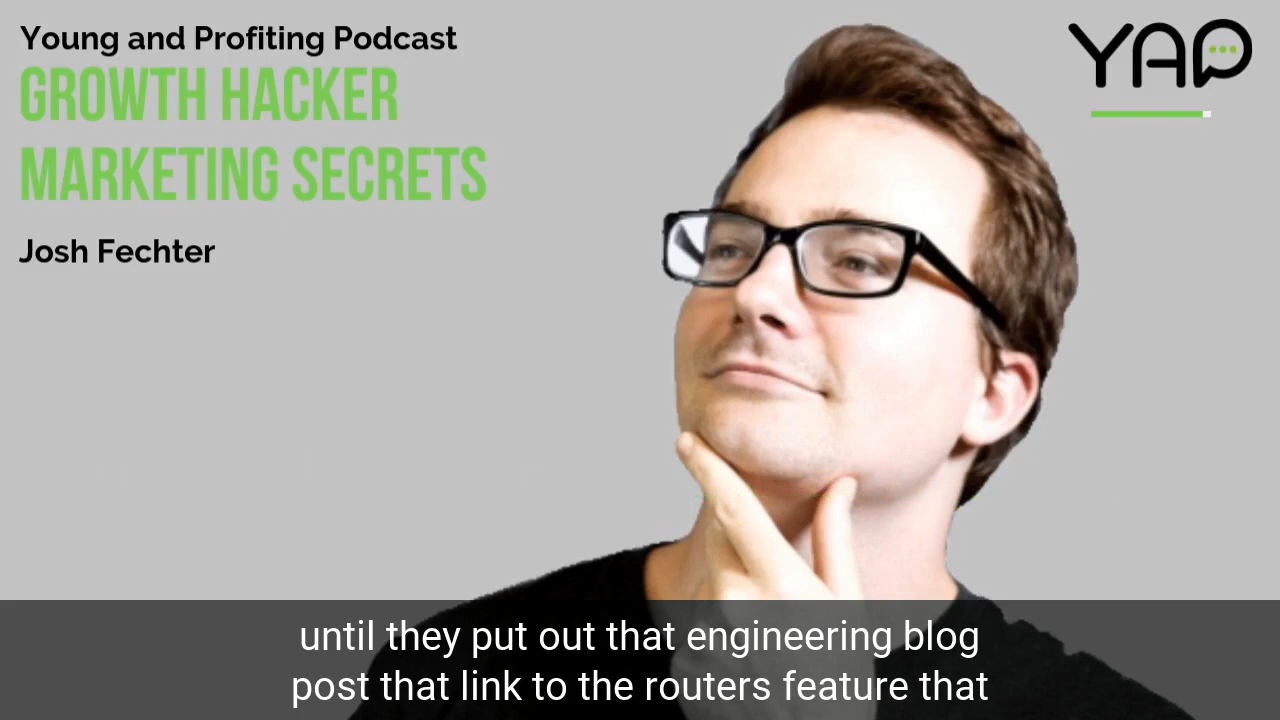 Young and Profiting Podcast
GROWTH HACKER
MARKETING SECRETS
Josh Fechter
YAP
until they put out that engineering blog
post that link to the routers feature that